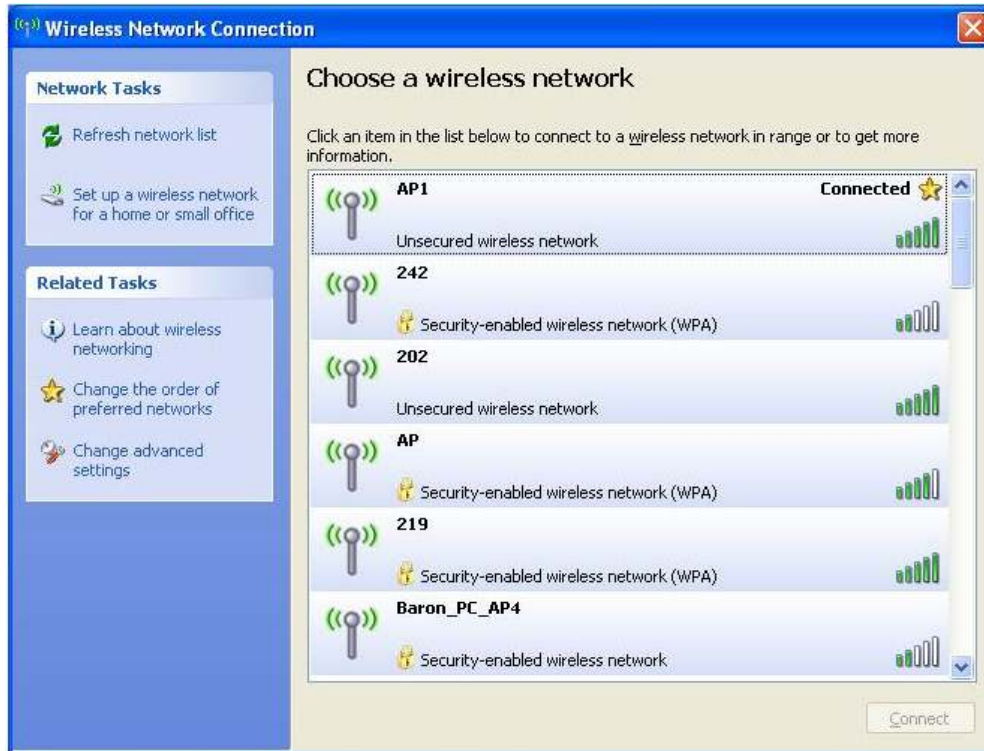 Wireless Network Connection
Network Tasks
Refresh network list
Set up a wireless network
for a home or small office
Related Tasks
Learn about wireless
networking
Change the order of
preferred networks
Change advanced
settings
Choose a wireless network
Click an item in the list below to connect to a wireless network in range or to get more
information.
AP1 Connected
Unsecured wireless network
242
Security-enabled wireless network (WPA)
202
Unsecured wireless network
AP
Security-enabled wireless network (WPA)
219
Security-enabled wireless network (WPA)
Baron_PC_AP4
Security-enabled wireless network
Connect